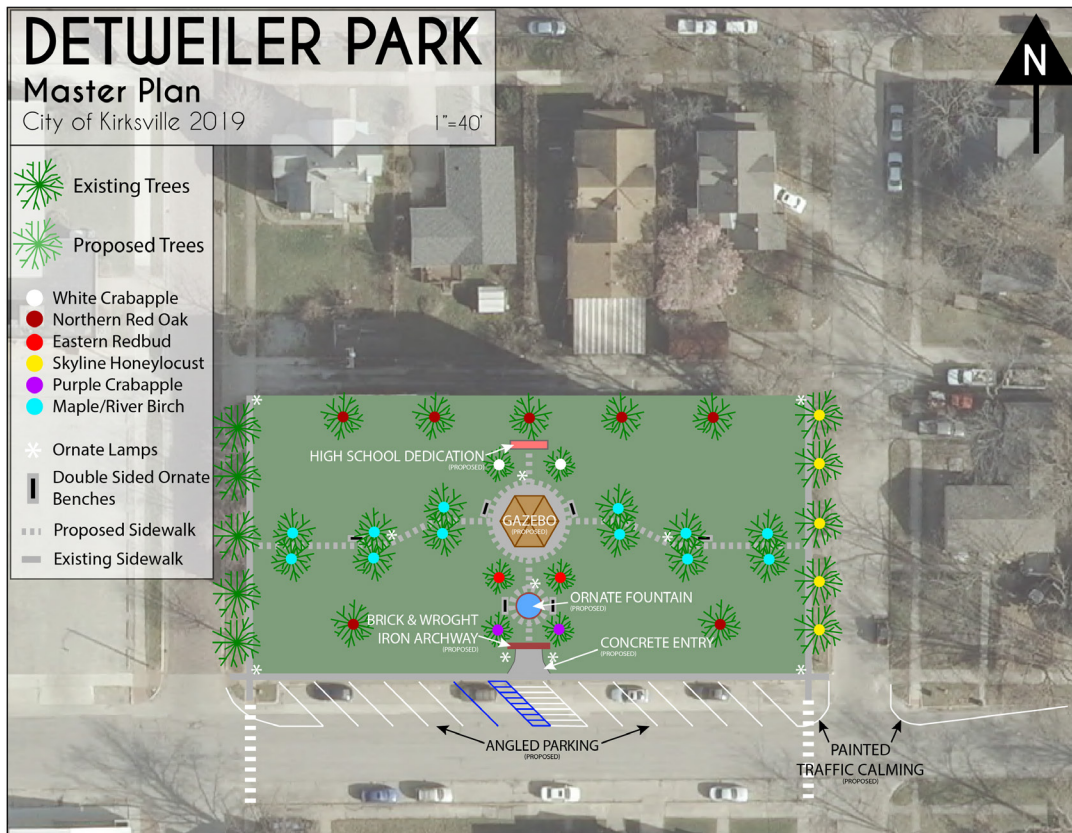 DETWEILER PARK
Master Plan
City of Kirksville 2019
1"=40'
N
Existing Trees
Proposed Trees
White Crabapple
Northern Red Oak
Eastern Redbud
Skyline Honeylocust
Purple Crabapple
Maple/River Birch
Ornate Lamps
Double Sided Ornate
Benches
Proposed Sidewalk
Existing Sidewalk
HIGH SCHOOL DEDICATION
(PROPOSED)
GAZEBO
(PROPOSED)
ORNATE FOUNTAIN
(PROPOSED)
BRICK & WROGHT
IRON ARCHWAY
(PROPOSED)
CONCRETE ENTRY
(PROPOSED)
ANGLED PARKING
(PROPOSED)
PAINTED
TRAFFIC CALMING
(PROPOSED)